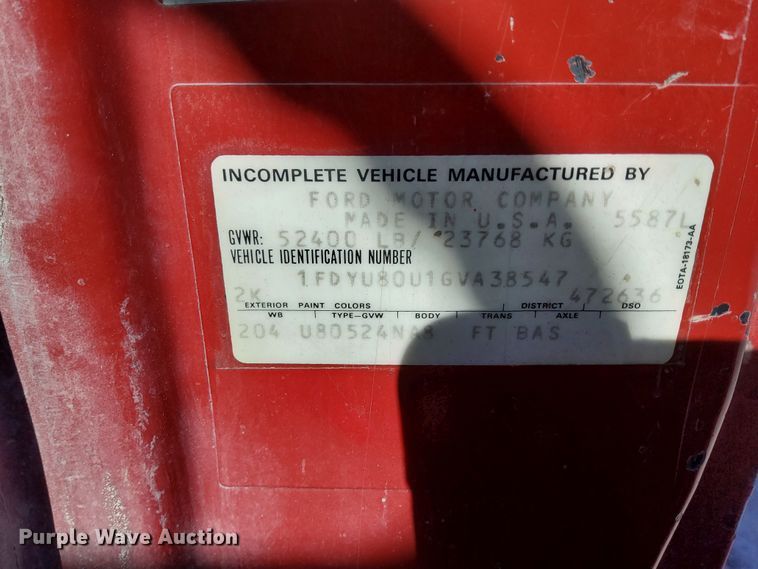 INCOMPLETE VEHICLE MANUFACTURED BY
FORD MOTOR COMPANY
MADE IN U.S.A. 5587L
GVWR: 52400 LB/ 23768 KG
VEHICLE IDENTIFICATION NUMBER
1FDYU80U1GVA38547
2K 472636
EXTERIOR PAINT COLORS DISTRICT DSO
WB TYPE-GVW BODY TRANS AXLE
204 U80524NA8 FT BAS
EOTA-18173-AA
Purple Wave Auction